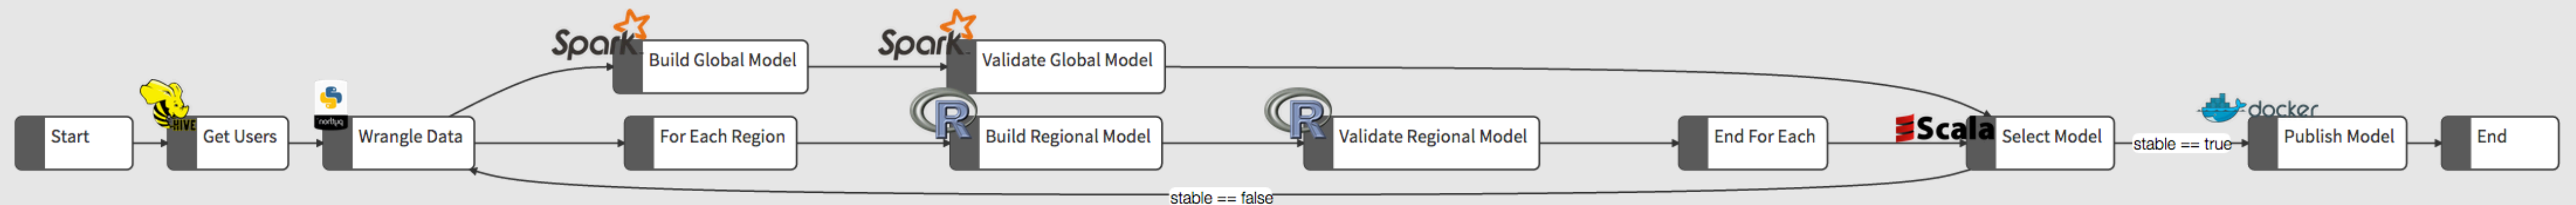 Spark
Build Global Model
Spark
Validate Global Model
Start
HIVE
Get Users
Wrangle Data
For Each Region
R
Build Regional Model
R
Validate Regional Model
End For Each
Scala
Select Model
stable == true
docker
Publish Model
End
stable == false